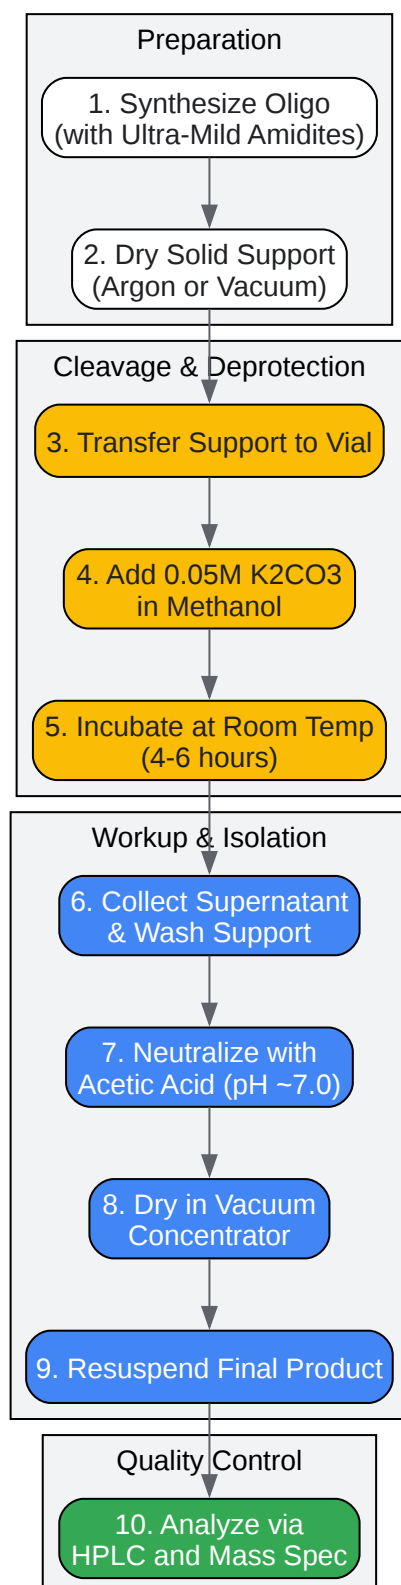 Preparation
1. Synthesize Oligo
(with Ultra-Mild Amidites)
2. Dry Solid Support
(Argon or Vacuum)
Cleavage & Deprotection
3. Transfer Support to Vial
4. Add 0.05M K2CO3
in Methanol
5. Incubate at Room Temp
(4-6 hours)
Workup & Isolation
6. Collect Supernatant
& Wash Support
7. Neutralize with
Acetic Acid (pH ~7.0)
8. Dry in Vacuum
Concentrator
9. Resuspend Final Product
Quality Control
10. Analyze via
HPLC and Mass Spec